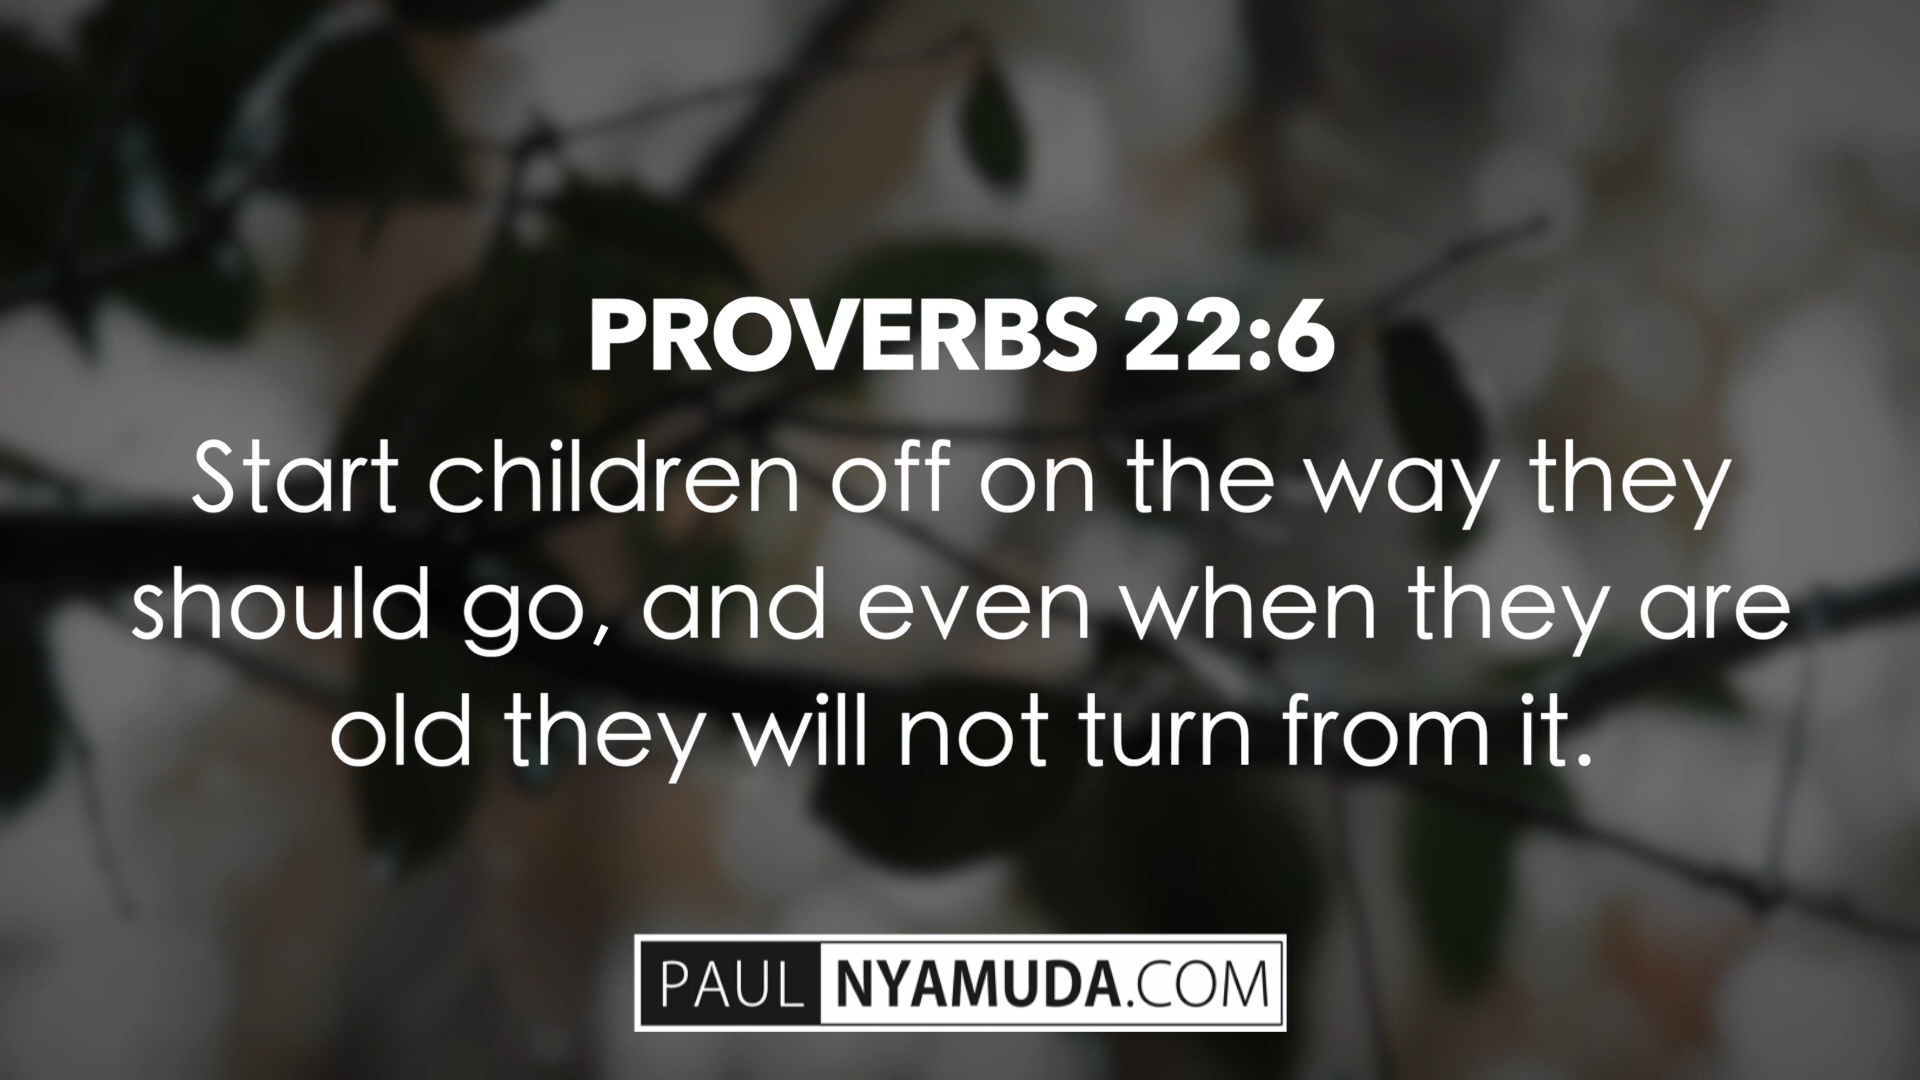 PROVERBS 22:6
Start children off on the way they
should go, and even when they are
old they will not turn from it.
PAUL NYAMUDA.COM